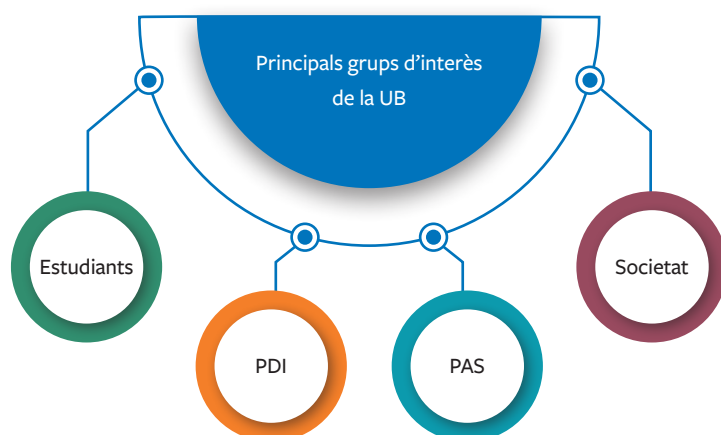 Principals grups d’interès
de la UB
Estudiants
Societat
PDI
PAS